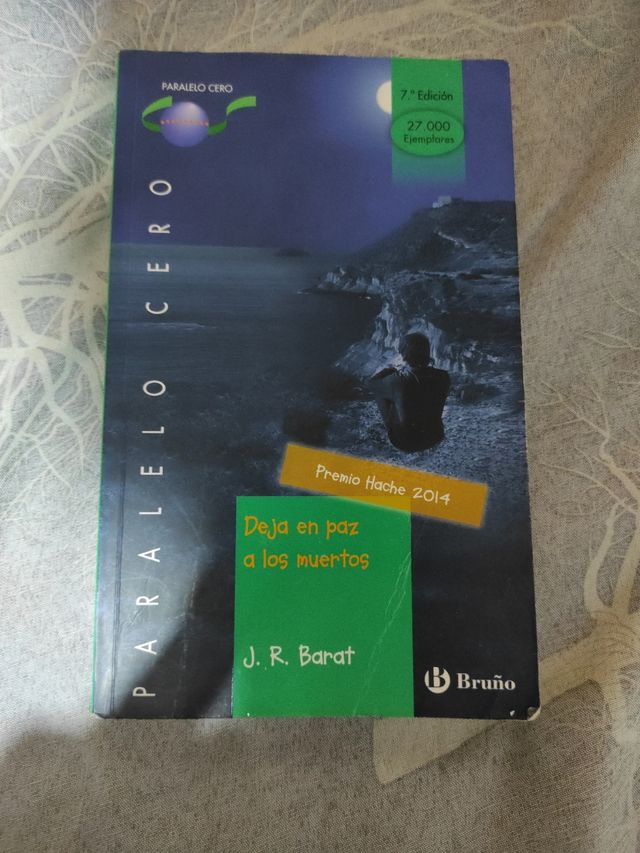 PARALELO CERO
7.ª Edición
27.000
Ejemplares
PARALELO CERO
Premio Hache 2014
Deja en paz
a los muertos
J. R. Barat
B Bruño